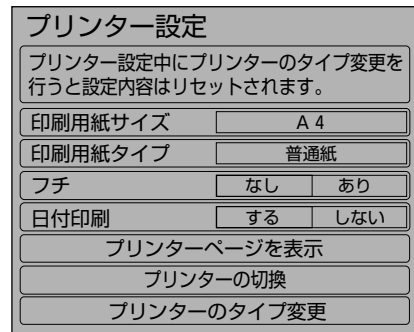 プリンター設定
プリンター設定中にプリンターのタイプ変更を
行うと設定内容はリセットされます。
印刷用紙サイズ A4
印刷用紙タイプ 普通紙
フチ なし あり
日付印刷 する しない
プリンターページを表示
プリンターの切換
プリンターのタイプ変更